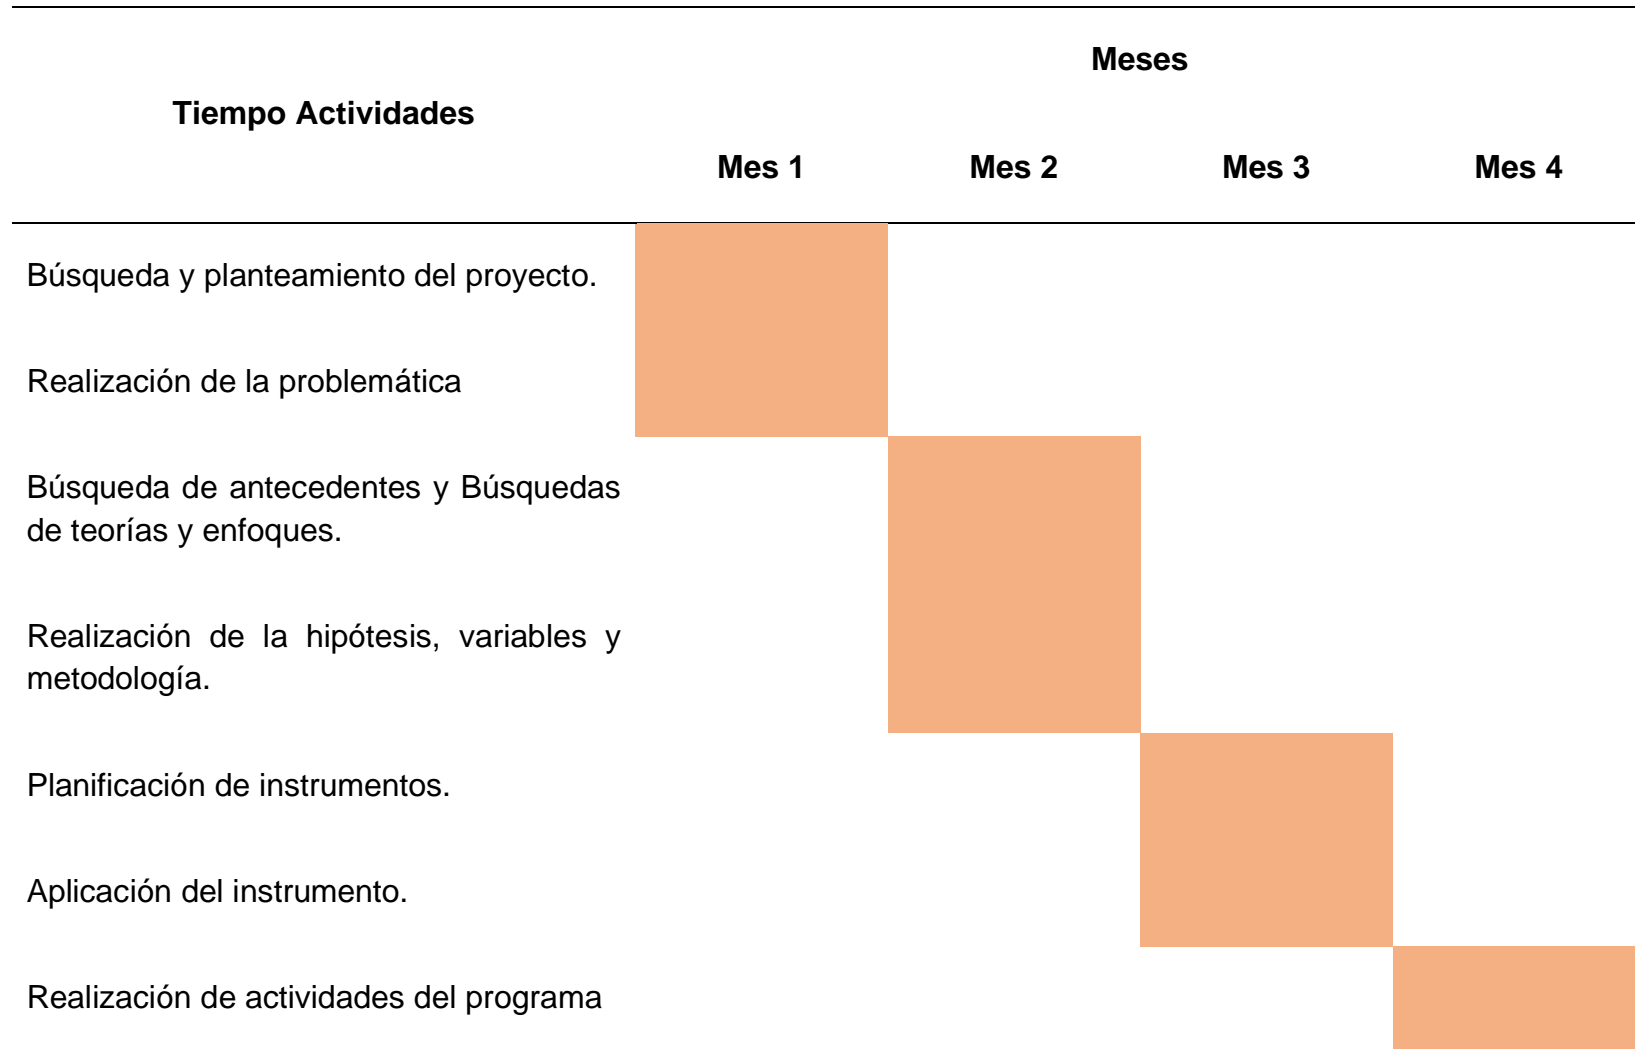 Meses
Tiempo Actividades
Mes 1 Mes 2 Mes 3 Mes 4
Búsqueda y planteamiento del proyecto.
Realización de la problemática
Búsqueda de antecedentes y Búsquedas
de teorías y enfoques.
Realización de la hipótesis, variables y
metodología.
Planificación de instrumentos.
Aplicación del instrumento.
Realización de actividades del programa